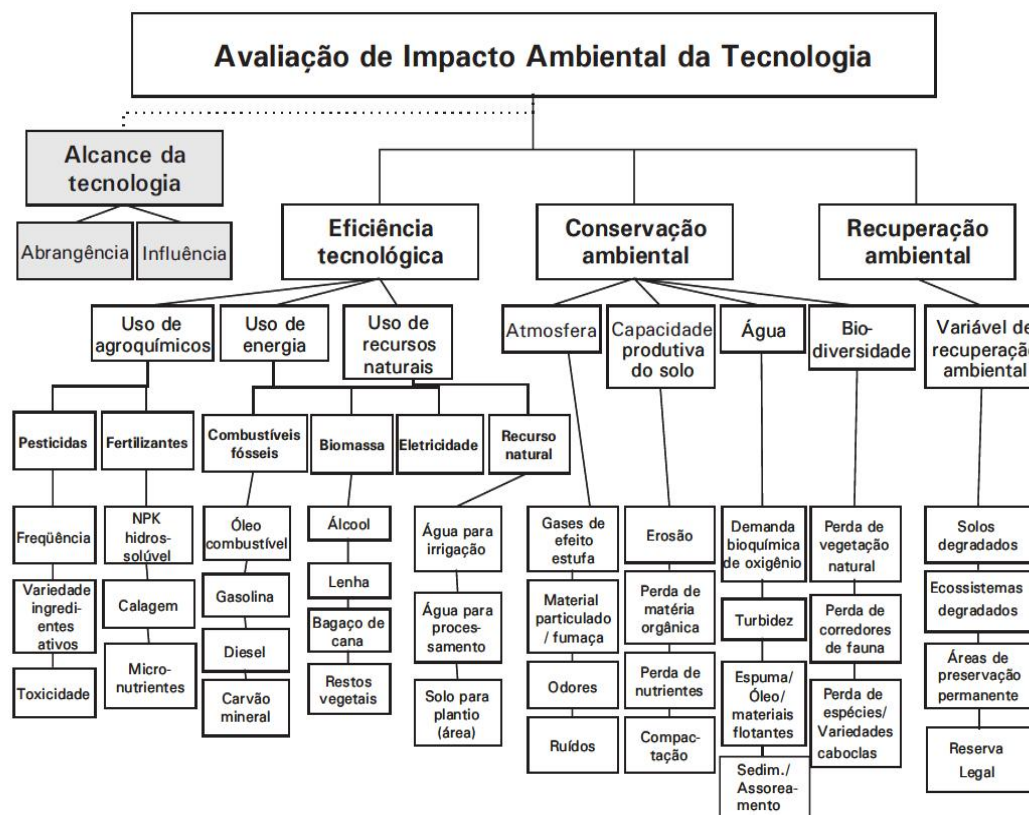 Avaliação de Impacto Ambiental da Tecnologia
Alcance da
tecnologia
Abrangência
Influência
Eficiência
tecnológica
Conservação
ambiental
Recuperação
ambiental
Uso de
agroquímicos
Uso de
energia
Uso de
recursos
naturais
Atmosfera
Capacidade
produtiva
do solo
Água
Bio-
diversidade
Variável de
recuperação
ambiental
Pesticidas
Fertilizantes
Combustíveis
fósseis
Biomassa
Eletricidade
Recurso
natural
Freqüência
Variedade
ingredi-
entes
ativos
Toxicidade
NPK
hidros-
solúvel
Calagem
Micro-
nutrientes
Óleo
combustível
Gasolina
Diesel
Carvão
mineral
Álcool
Lenha
Bagaço de
cana
Restos
vegetais
Água para
irrigação
Água para
proces-
samento
Solo para
plantio
(área)
Gases de
efeito
estufa
Material
particulado
/ fumaça
Odores
Ruídos
Erosão
Perda de
matéria
orgânica
Perda de
nutrientes
Compac-
tação
Demanda
bioquímica
de oxigênio
Turbidez
Espuma/
Óleo/
materiais
flotantes
Sedim./
Assorea-
mento
Perda de
vegetação
natural
Perda de
corredores
de fauna
Perda de
espécies/
Variedades
caboclas
Solos
degradados
Ecossistemas
degradados
Áreas de
preservação
permanente
Reserva
Legal